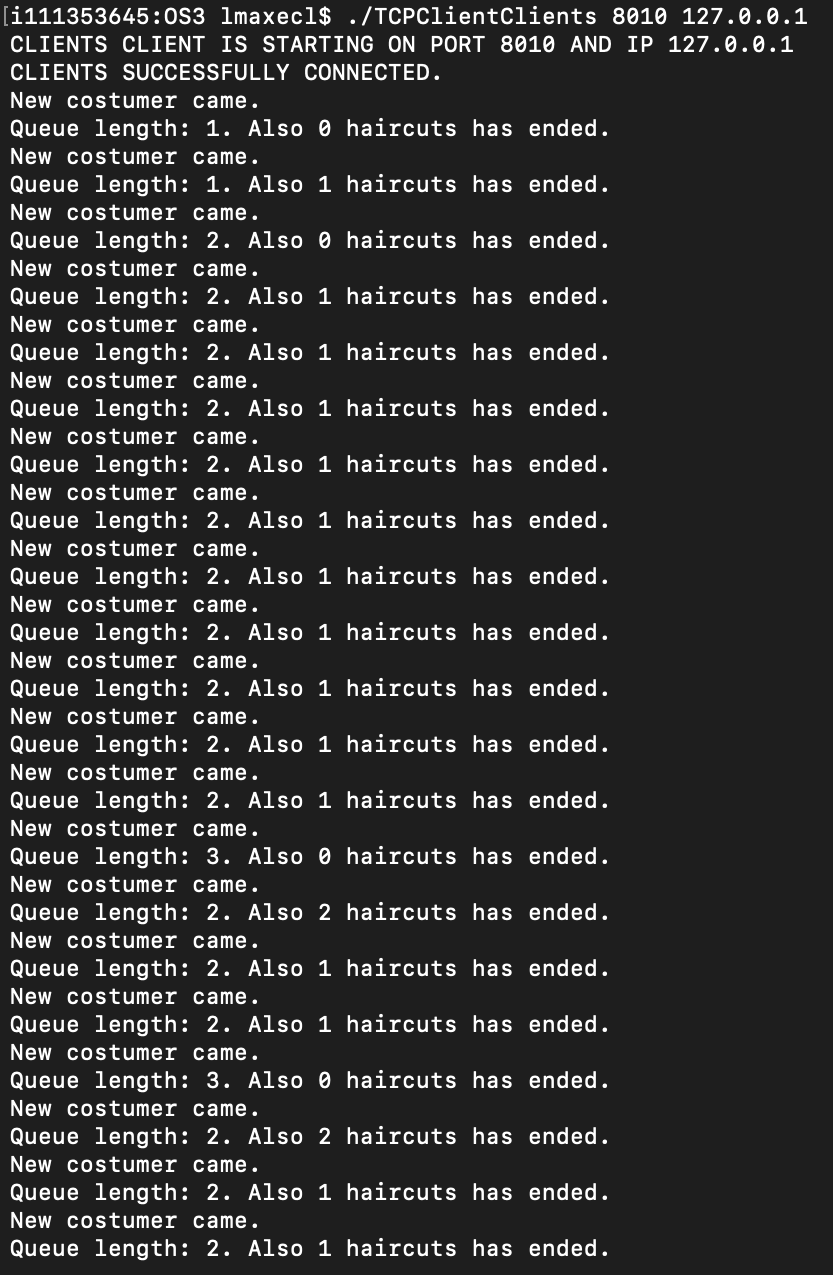 [i111353645:OS3 lmaxecl$ ./TCPClientClients 8010 127.0.0.1
CLIENTS CLIENT IS STARTING ON PORT 8010 AND IP 127.0.0.1
CLIENTS SUCCESSFULLY CONNECTED.
New costumer came.
Queue length: 1. Also 0 haircuts has ended.
New costumer came.
Queue length: 1. Also 1 haircuts has ended.
New costumer came.
Queue length: 2. Also 0 haircuts has ended.
New costumer came.
Queue length: 2. Also 1 haircuts has ended.
New costumer came.
Queue length: 2. Also 1 haircuts has ended.
New costumer came.
Queue length: 2. Also 1 haircuts has ended.
New costumer came.
Queue length: 2. Also 1 haircuts has ended.
New costumer came.
Queue length: 2. Also 1 haircuts has ended.
New costumer came.
Queue length: 2. Also 1 haircuts has ended.
New costumer came.
Queue length: 2. Also 1 haircuts has ended.
New costumer came.
Queue length: 2. Also 1 haircuts has ended.
New costumer came.
Queue length: 2. Also 1 haircuts has ended.
New costumer came.
Queue length: 2. Also 1 haircuts has ended.
New costumer came.
Queue length: 3. Also 0 haircuts has ended.
New costumer came.
Queue length: 2. Also 2 haircuts has ended.
New costumer came.
Queue length: 2. Also 1 haircuts has ended.
New costumer came.
Queue length: 2. Also 1 haircuts has ended.
New costumer came.
Queue length: 3. Also 0 haircuts has ended.
New costumer came.
Queue length: 2. Also 2 haircuts has ended.
New costumer came.
Queue length: 2. Also 1 haircuts has ended.
New costumer came.
Queue length: 2. Also 1 haircuts has ended.